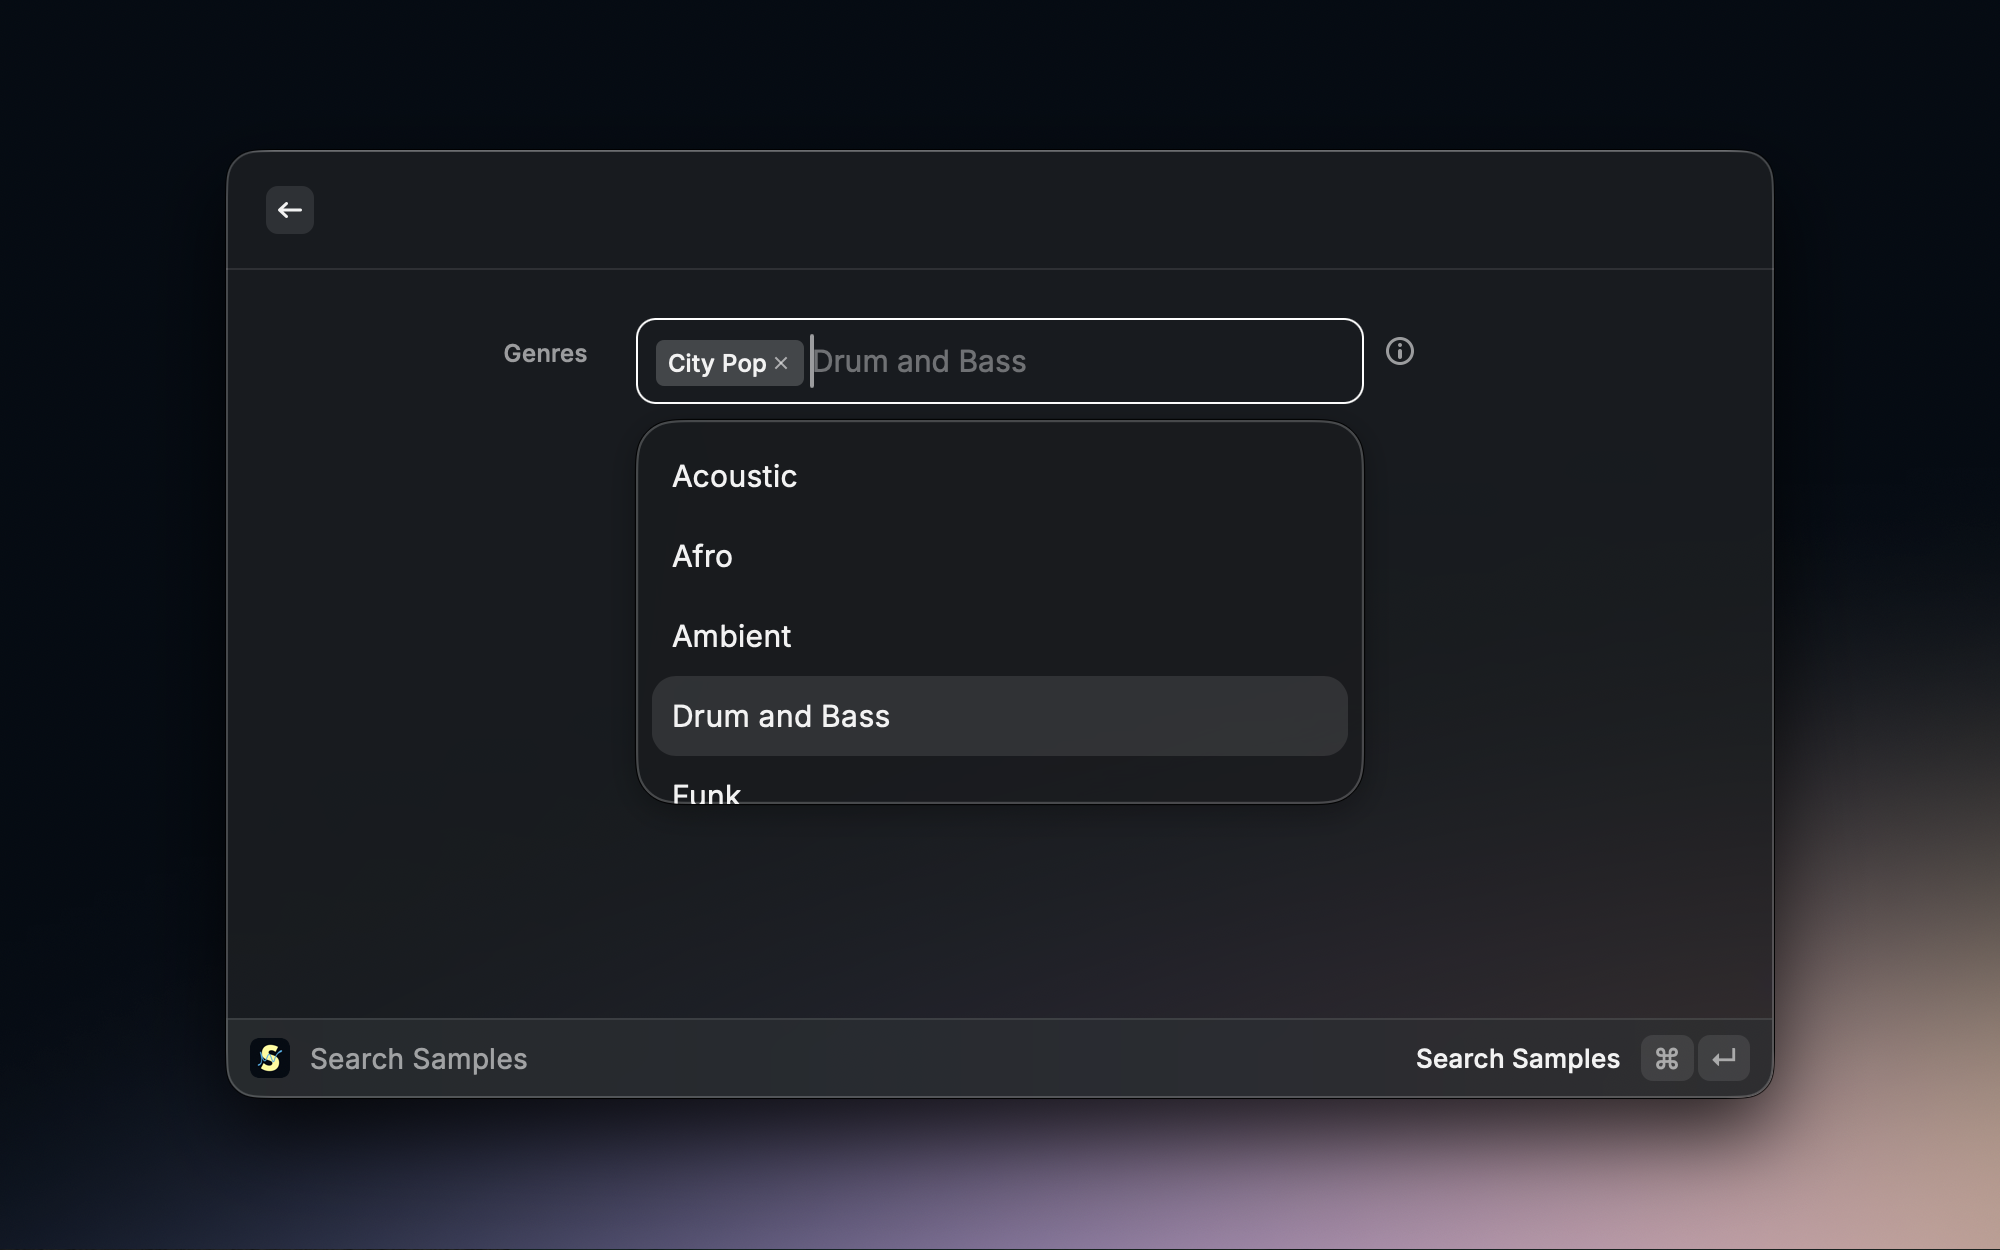 Genres
City Pop
Drum and Bass
Acoustic
Afro
Ambient
Drum and Bass
Funk
Search Samples
Search Samples ⌘ ↵